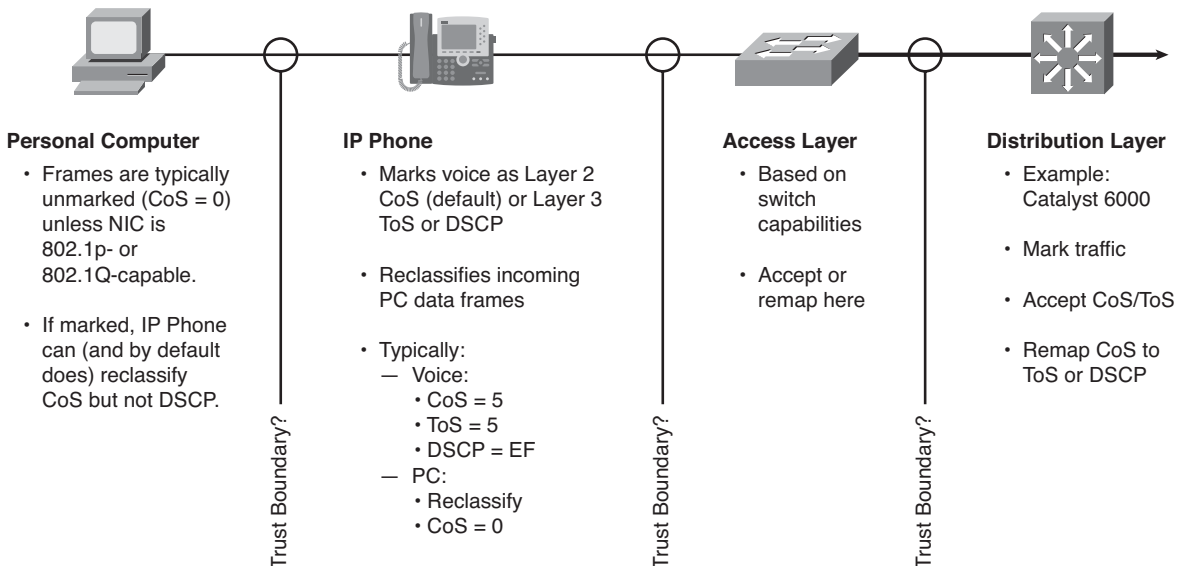 Personal Computer
• Frames are typically
unmarked (CoS = 0)
unless NIC is
802.1p- or
802.1Q-capable.
• If marked, IP Phone
can (and by default
does) reclassify
CoS but not DSCP.
Trust Boundary?
IP Phone
• Marks voice as Layer 2
CoS (default) or Layer 3
ToS or DSCP
• Reclassifies incoming
PC data frames
• Typically:
— Voice:
• CoS = 5
• ToS = 5
• DSCP = EF
— PC:
• Reclassify
• CoS = 0
Trust Boundary?
Access Layer
• Based on
switch
capabilities
• Accept or
remap here
Trust Boundary?
Distribution Layer
• Example:
Catalyst 6000
• Mark traffic
• Accept CoS/ToS
• Remap CoS to
ToS or DSCP